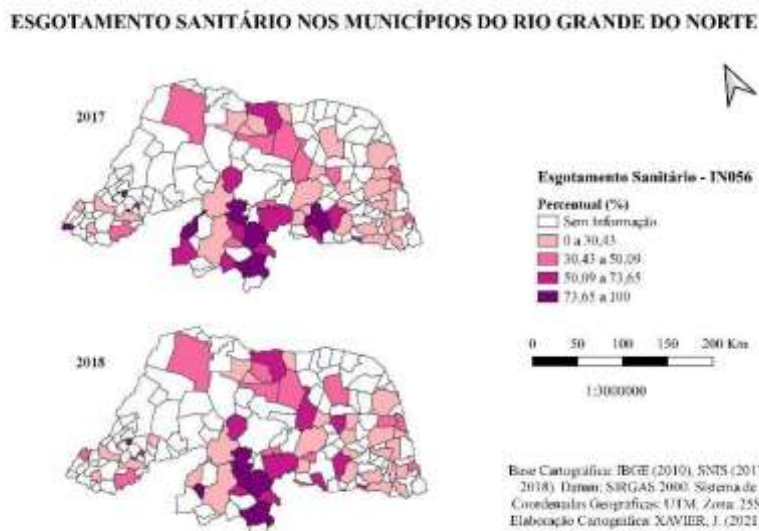 ESGOTAMENTO SANITÁRIO NOS MUNICÍPIOS DO RIO GRANDE DO NORTE
2017
Esgotamento Sanitário - IN056
Percentual (%)
Sem Informação
0 a 30,43
30,43 a 50,09
50,09 a 73,65
73,65 a 100
2018
0 50 100 150 200 Km
1:3000000
Base Cartográfica: IBGE (2010), SNIS (2017
2018). Datum: SIRGAS 2000. Sistema de
Coordenadas Geográficas: UTM. Zona: 25S
Elaboração Cartográfica: XAVIER, J. (2021